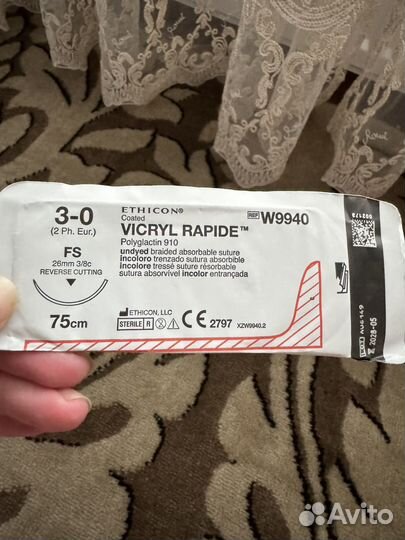 3-0
(2 Ph. Eur.)
FS
26mm 3/8c
REVERSE CUTTING
75cm
ETHICON®
Coated
VICRYL RAPIDE™
Polyglactin 910
undyed braided absorbable suture
incoloro trenzado sutura absorbible
incolore tressé suture résorbable
sutura absorvível incolor entrançada
ETHICON, LLC
STERILE R
CE 2797 XZW9940.2
REF W9940
2028-05
Avito